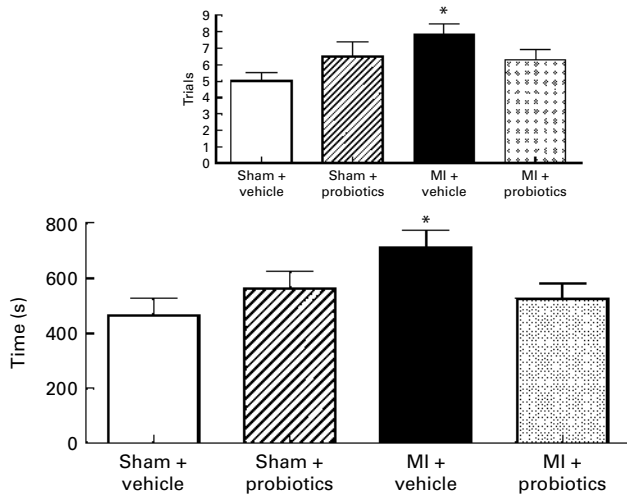 9
8
7
6
5
4
3
2
1
0
Trials
*
Sham + vehicle
Sham + probiotics
MI + vehicle
MI + probiotics
800
600
400
200
0
Time (s)
*
Sham + vehicle
Sham + probiotics
MI + vehicle
MI + probiotics